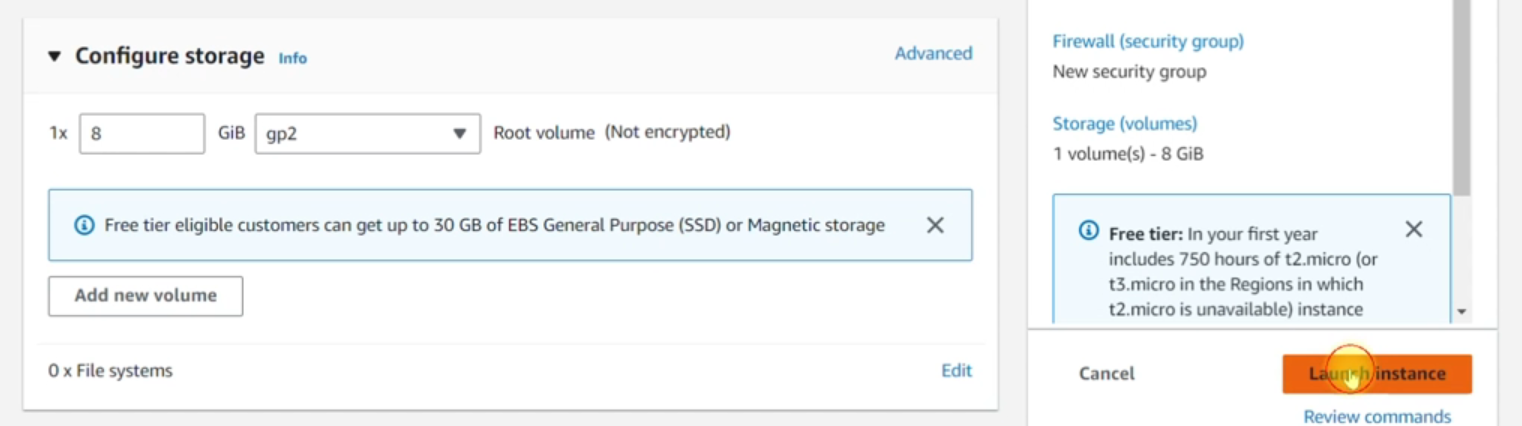 Configure storage Info
Advanced
1x 8 GiB gp2 Root volume (Not encrypted)
Free tier eligible customers can get up to 30 GB of EBS General Purpose (SSD) or Magnetic storage
Add new volume
0 x File systems
Edit
Firewall (security group)
New security group
Storage (volumes)
1 volume(s) - 8 GiB
Free tier: In your first year
includes 750 hours of t2.micro (or
t3.micro in the Regions in which
t2.micro is unavailable) instance
Cancel
Launch instance
Review commands